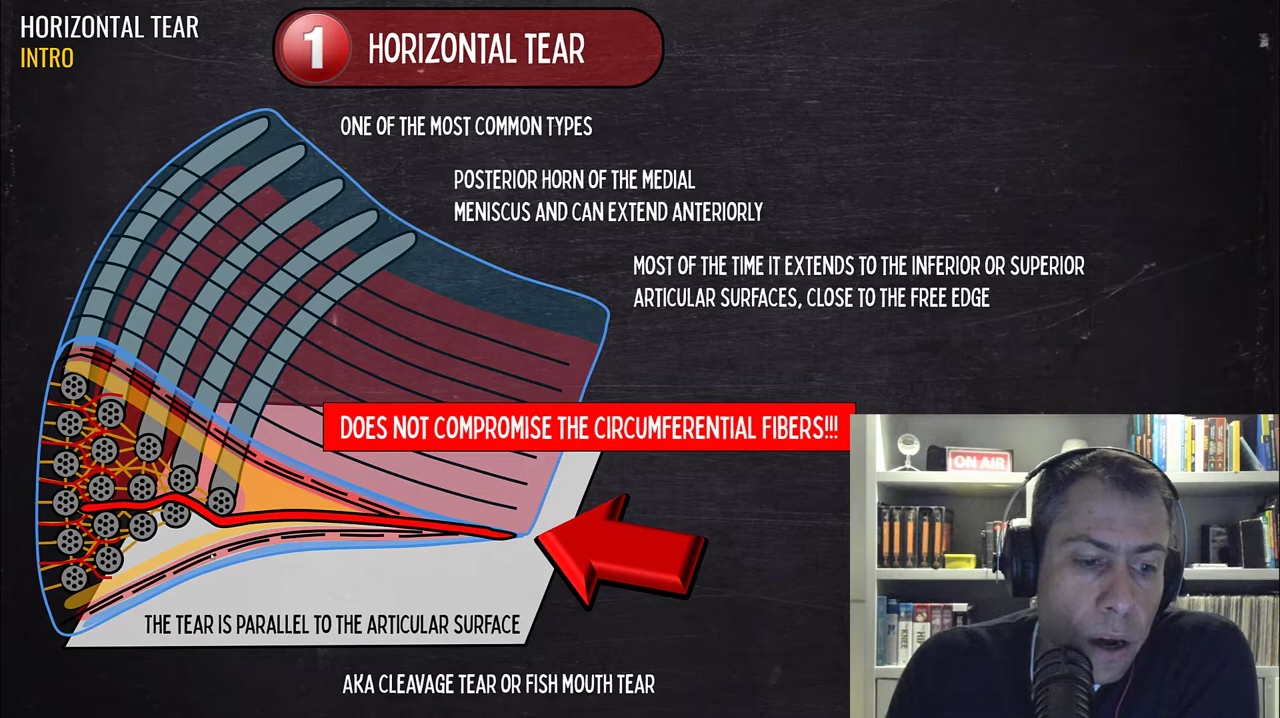 HORIZONTAL TEAR
INTRO
1 HORIZONTAL TEAR
ONE OF THE MOST COMMON TYPES
POSTERIOR HORN OF THE MEDIAL
MENISCUS AND CAN EXTEND ANTERIORLY
MOST OF THE TIME IT EXTENDS TO THE INFERIOR OR SUPERIOR
ARTICULAR SURFACES, CLOSE TO THE FREE EDGE
DOES NOT COMPROMISE THE CIRCUMFERENTIAL FIBERS!!!
ON AIR
KNEE
HIP
THE TEAR IS PARALLEL TO THE ARTICULAR SURFACE
AKA CLEAVAGE TEAR OR FISH MOUTH TEAR